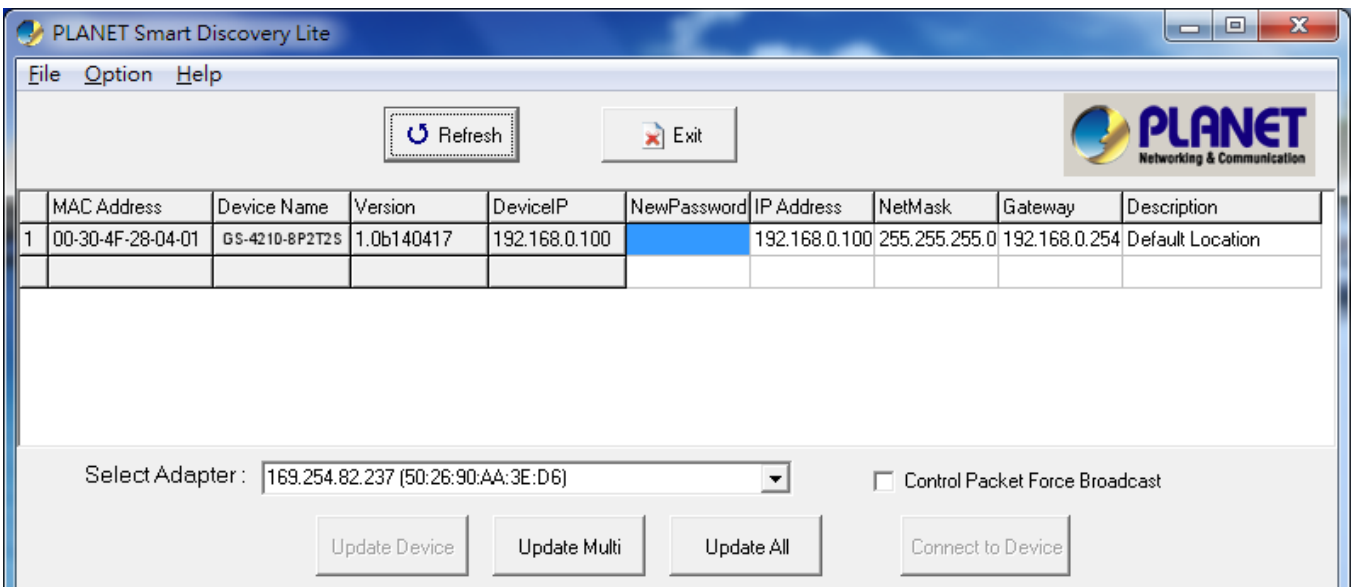 PLANET Smart Discovery Lite
File Option Help
Refresh Exit
PLANET
Networking & Communication
MAC Address Device Name Version DeviceIP NewPassword IP Address NetMask Gateway Description
1 00-30-4F-28-04-01 GS-4210-8P2T2S 1.0b140417 192.168.0.100 192.168.0.100 255.255.255.0 192.168.0.254 Default Location
Select Adapter : 169.254.82.237 (50:26:90:AA:3E:D6) Control Packet Force Broadcast
Update Device Update Multi Update All Connect to Device